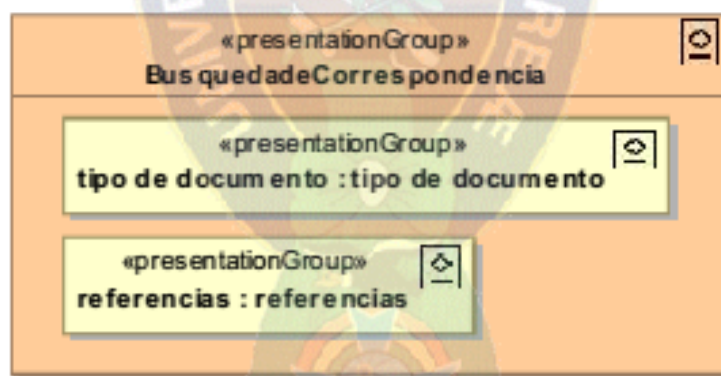 «presentationGroup»
BusquedadeCorrespondencia
«presentationGroup»
tipo de documento : tipo de documento
«presentationGroup»
referencias : referencias